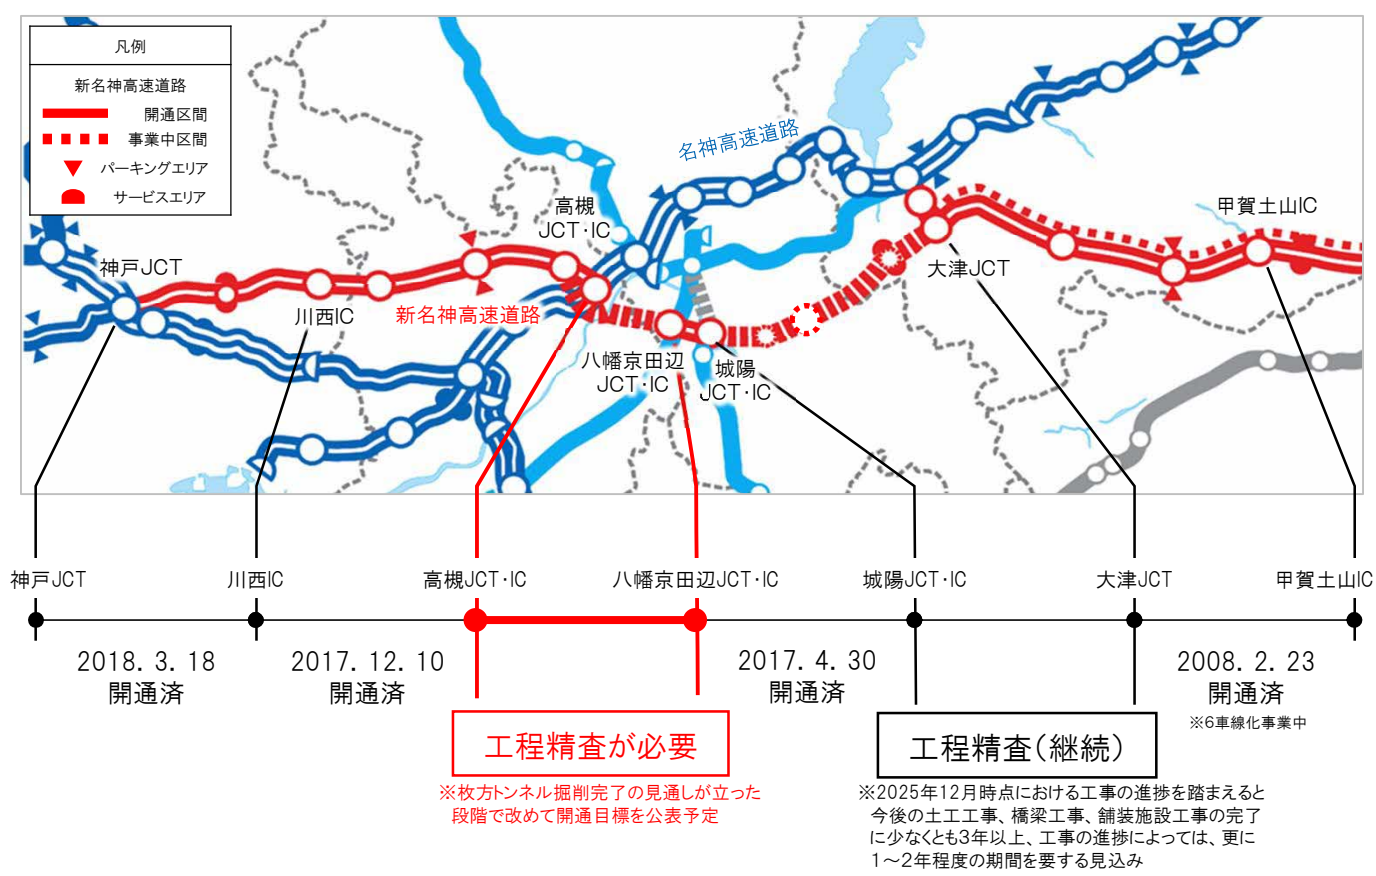 凡例
新名神高速道路
開通区間
事業中区間
パーキングエリア
サービスエリア
名神高速道路
高槻
JCT・IC
甲賀土山IC
神戸JCT
大津JCT
川西IC
新名神高速道路
八幡京田辺
JCT・IC
城陽
JCT・IC
神戸JCT
川西IC
高槻JCT・IC
八幡京田辺JCT・IC
城陽JCT・IC
大津JCT
甲賀土山IC
2018.3.18
開通済
2017.12.10
開通済
2017.4.30
開通済
2008.2.23
開通済
※6車線化事業中
工程精査が必要
※枚方トンネル掘削完了の見通しが立った
段階で改めて開通目標を公表予定
工程精査(継続)
※2025年12月時点における工事の進捗を踏まえると
今後の土工工事、橋梁工事、舗装施設工事の完了
に少なくとも3年以上、工事の進捗によっては、更に
1～2年程度の期間を要する見込み